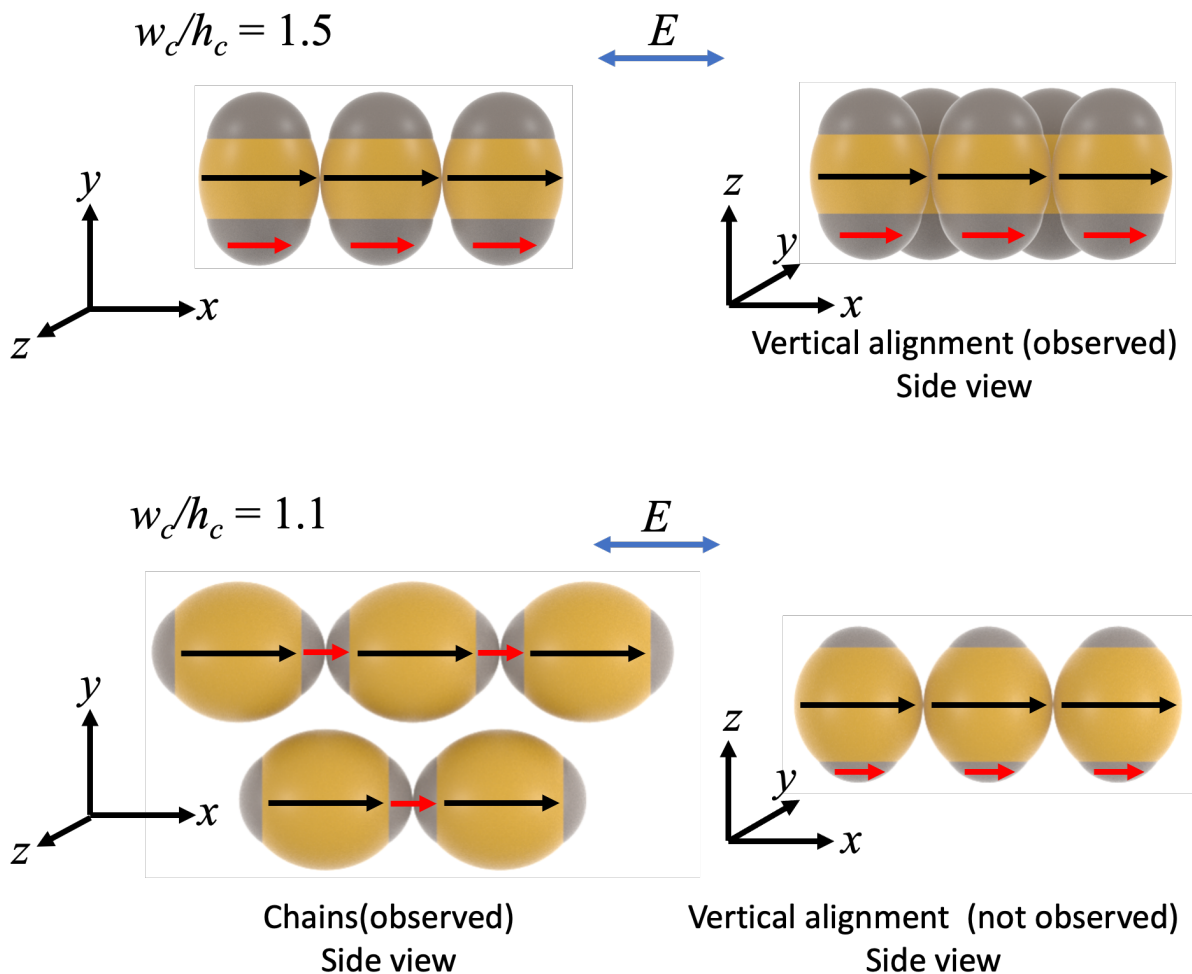 w_c/h_c = 1.5
E
y
x
z
z
y
x
Vertical alignment (observed)
Side view
w_c/h_c = 1.1
E
y
x
z
z
y
x
Chains(observed)
Side view
Vertical alignment (not observed)
Side view